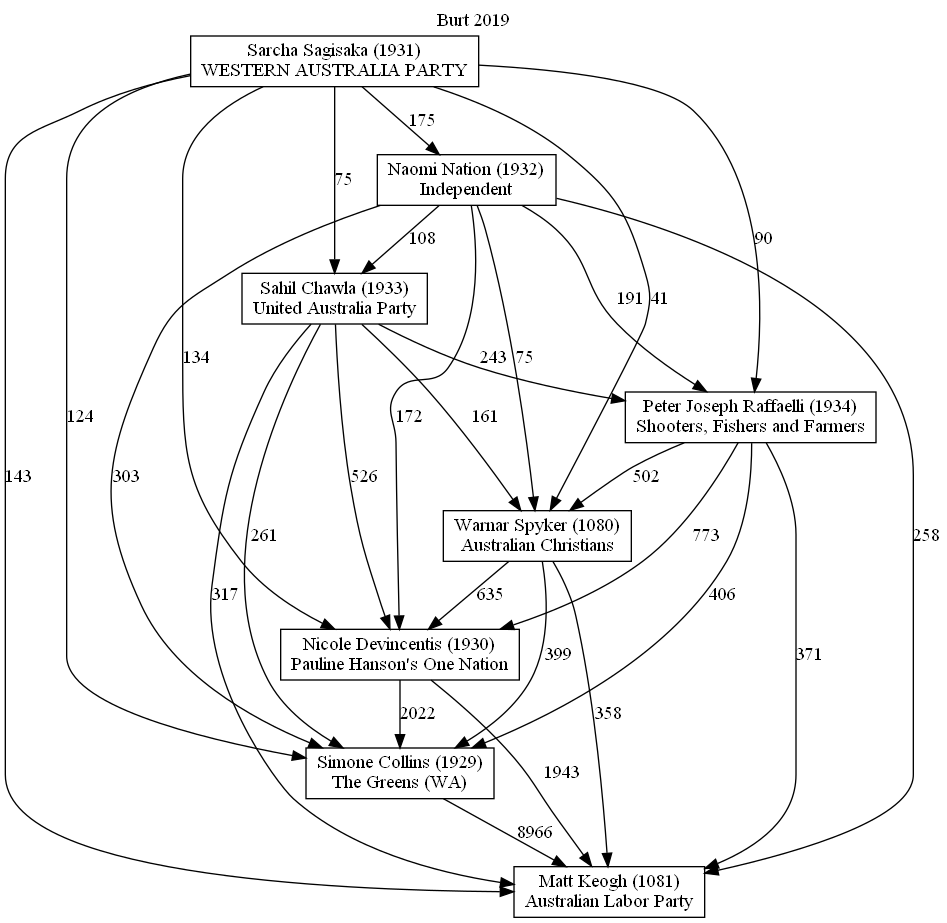 Burt 2019
Sarcha Sagisaka (1931)
WESTERN AUSTRALIA PARTY
175
Naomi Nation (1932)
Independent
75
108
90
Sahil Chawla (1933)
United Australia Party
191
41
134
243
75
Peter Joseph Raffaelli (1934)
Shooters, Fishers and Farmers
124
172
161
143
303
526
502
Warnar Spyker (1080)
Australian Christians
261
773
258
317
635
406
Nicole Devincentis (1930)
Pauline Hanson's One Nation
399
371
2022
358
Simone Collins (1929)
The Greens (WA)
1943
8966
Matt Keogh (1081)
Australian Labor Party